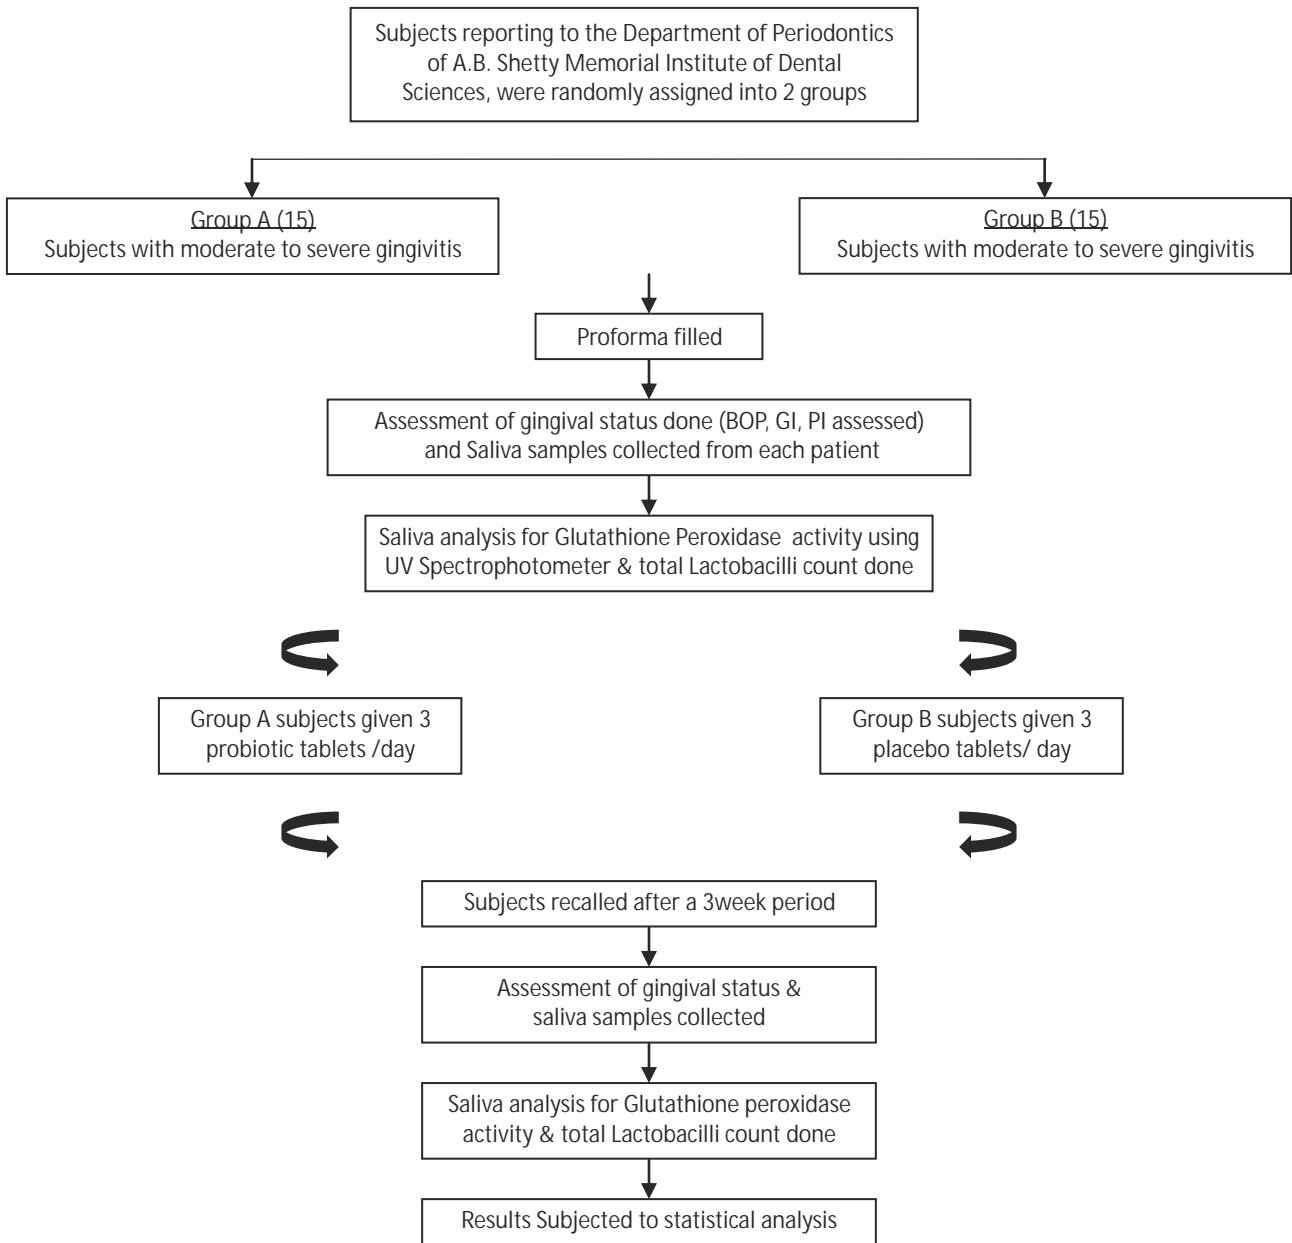 Subjects reporting to the Department of Periodontics
of A.B. Shetty Memorial Institute of Dental
Sciences, were randomly assigned into 2 groups
Group A (15)
Subjects with moderate to severe gingivitis
Group B (15)
Subjects with moderate to severe gingivitis
Proforma filled
Assessment of gingival status done (BOP, GI, PI assessed)
and Saliva samples collected from each patient
Saliva analysis for Glutathione Peroxidase activity using
UV Spectrophotometer & total Lactobacilli count done
Group A subjects given 3
probiotic tablets /day
Group B subjects given 3
placebo tablets/ day
Subjects recalled after a 3week period
Assessment of gingival status &
saliva samples collected
Saliva analysis for Glutathione peroxidase
activity & total Lactobacilli count done
Results Subjected to statistical analysis